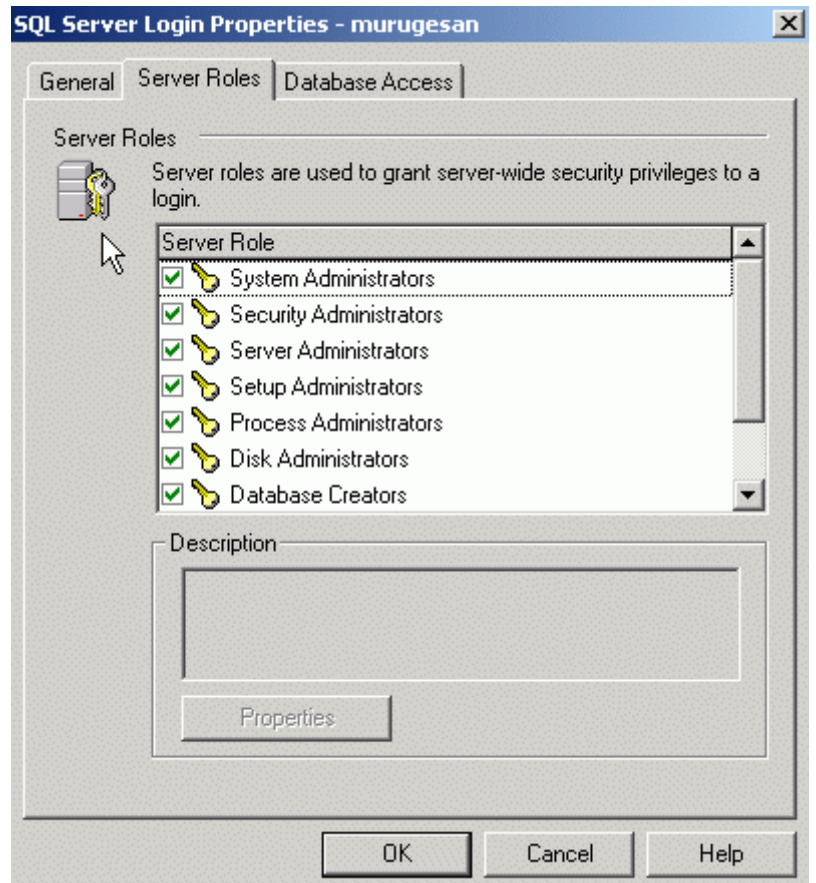 SQL Server Login Properties - murugesan
General Server Roles Database Access
Server Roles
Server roles are used to grant server-wide security privileges to a
login.
Server Role
System Administrators
Security Administrators
Server Administrators
Setup Administrators
Process Administrators
Disk Administrators
Database Creators
Description
Properties
OK Cancel Help